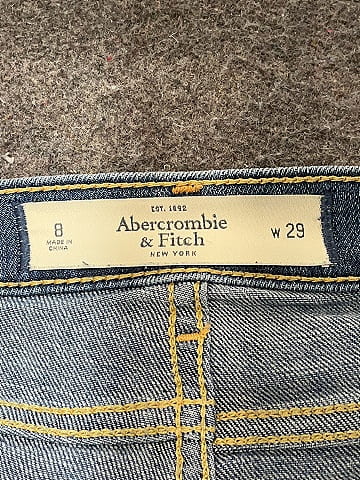 EST. 1892
8
MADE IN
CHINA
Abercrombie
& Fitch
NEW YORK
W 29